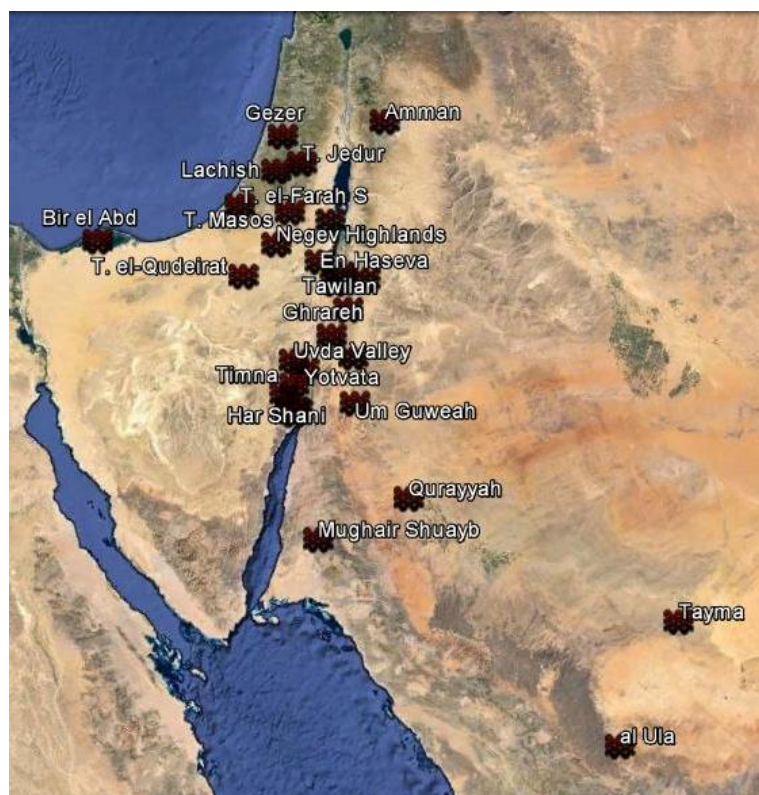 Gezer
Amman
T. Jedur
Lachish
T. el-Farah S
T. Masos
Bir el Abd
Negev Highlands
En Haseva
T. el-Qudeirat
Tawilan
Ghrareh
Uvda Valley
Timna
Yotvata
Har Shani
Um Guweah
Qurayyah
Mughair Shuayb
Tayma
al Ula